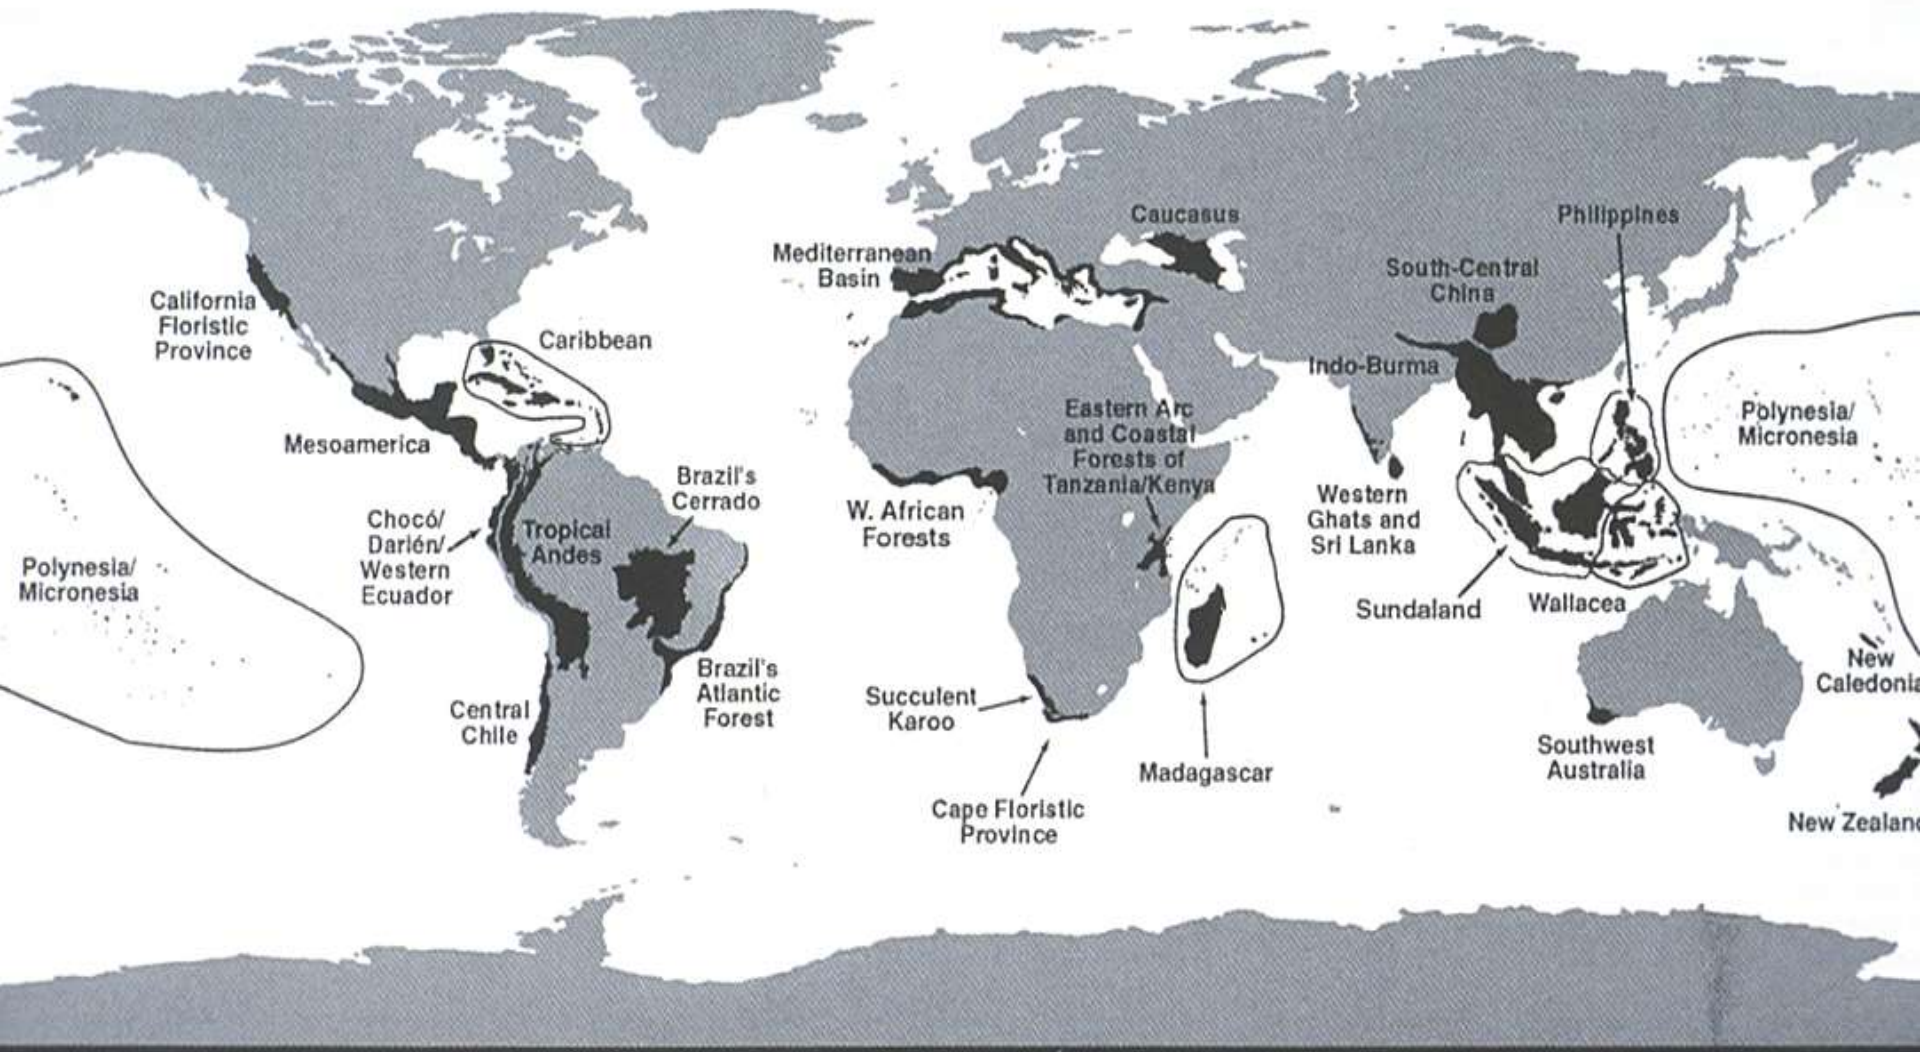 Caucasus
Philippines
Mediterranean
Basin
South-Central
China
California
Floristic
Province
Caribbean
Indo-Burma
Eastern Arc
and Coastal
Forests of
Tanzania/Kenya
Polynesia/
Micronesia
Mesoamerica
Brazil's
Cerrado
W. African
Forests
Western
Ghats and
Sri Lanka
Chocó/
Darién/
Western
Ecuador
Tropical
Andes
Polynesia/
Micronesia
Sundaland
Wallacea
Brazil's
Atlantic
Forest
New
Caledonia
Succulent
Karoo
Central
Chile
Madagascar
Southwest
Australia
Cape Floristic
Province
New Zealand